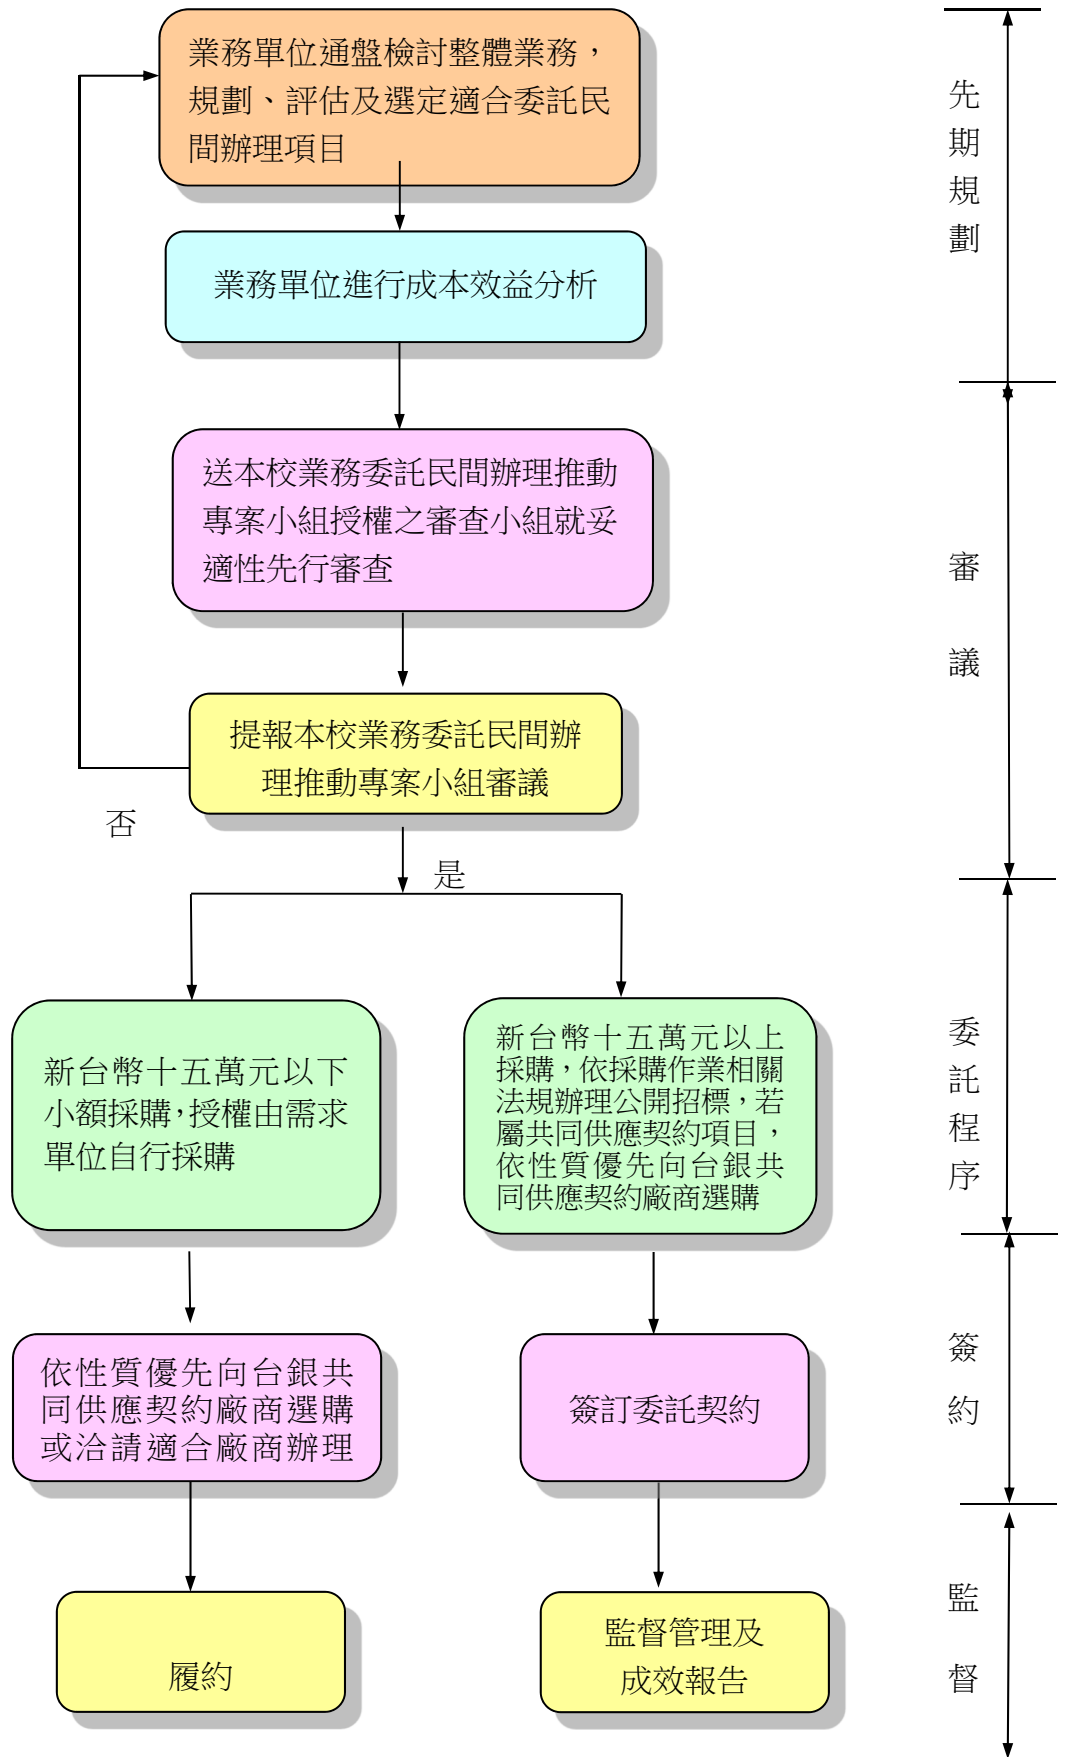 業務單位通盤檢討整體業務，
規劃、評估及選定適合委託民
間辦理項目
業務單位進行成本效益分析
送本校業務委託民間辦理推動
專案小組授權之審查小組就妥
適性先行審查
提報本校業務委託民間辦
理推動專案小組審議
否
是
新台幣十五萬元以下
小額採購，授權由需求
單位自行採購
新台幣十五萬元以上
採購，依採購作業相關
法規辦理公開招標，若
屬共同供應契約項目，
依性質優先向台銀共
同供應契約廠商選購
依性質優先向台銀共
同供應契約廠商選購
或洽請適合廠商辦理
簽訂委託契約
履約
監督管理及
成效報告
先期規劃
審議
委託程序
簽約
監督